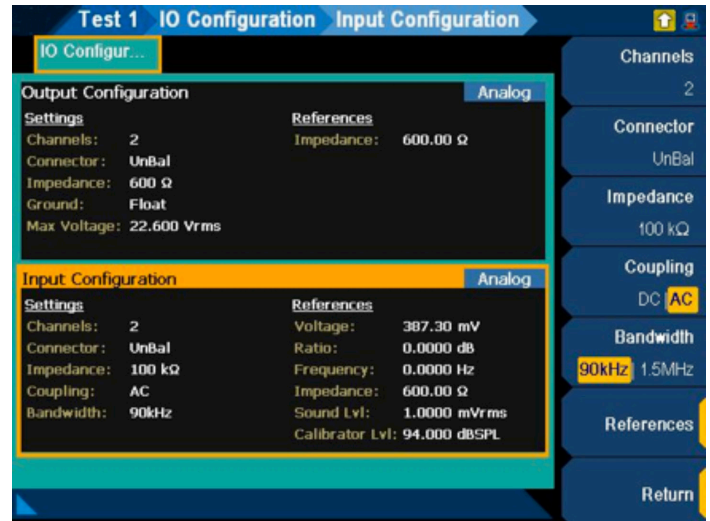 Test 1 IO Configuration Input Configuration
IO Configur...
Output Configuration Analog
Settings References
Channels: 2 Impedance: 600.00 Ω
Connector: UnBal
Impedance: 600 Ω
Ground: Float
Max Voltage: 22.600 Vrms
Input Configuration Analog
Settings References
Channels: 2 Voltage: 387.30 mV
Connector: UnBal Ratio: 0.0000 dB
Impedance: 100 kΩ Frequency: 0.0000 Hz
Coupling: AC Impedance: 600.00 Ω
Bandwidth: 90kHz Sound Lvl: 1.0000 mVrms
Calibrator Lvl: 94.000 dBSPL
Channels
2
Connector
UnBal
Impedance
100 kΩ
Coupling
DC AC
Bandwidth
90kHz 1.5MHz
References
Return